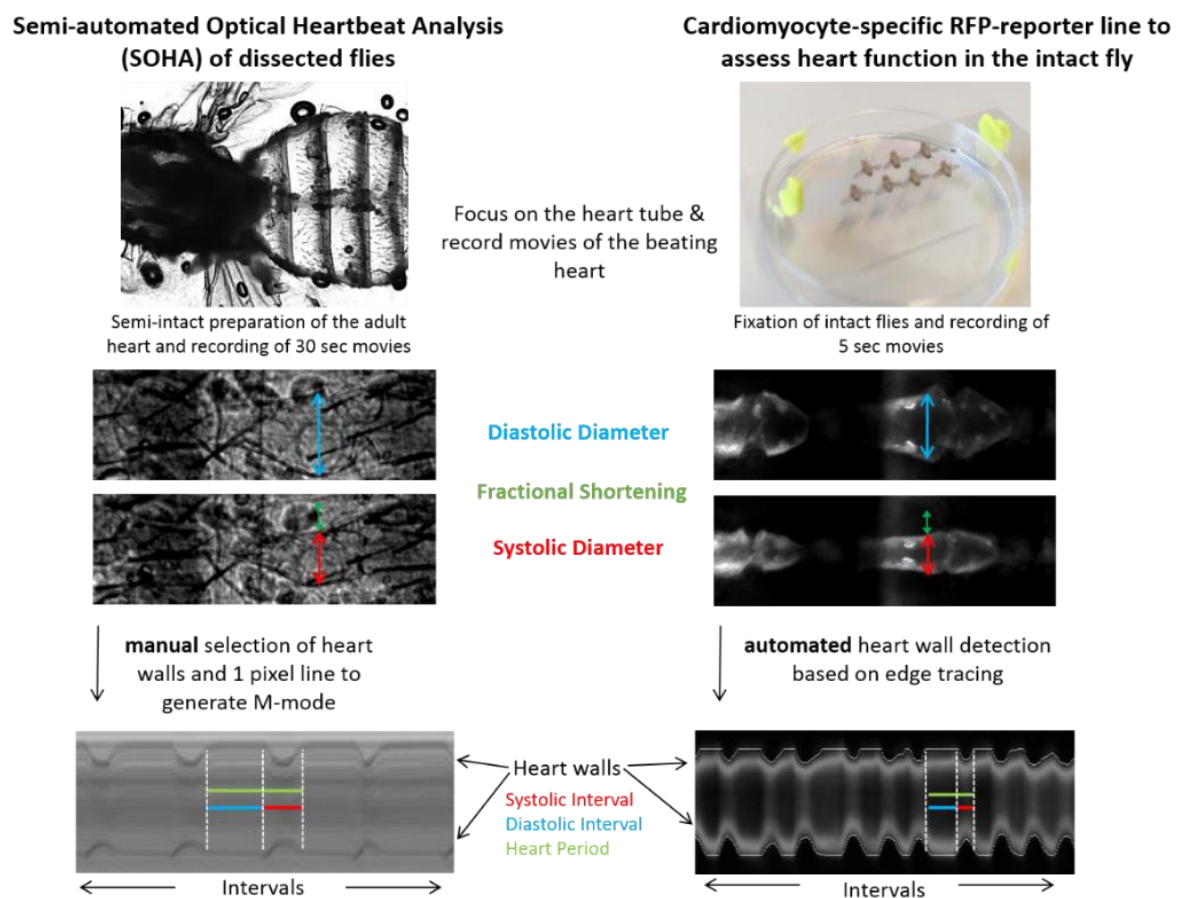 Semi-automated Optical Heartbeat Analysis
(SOHA) of dissected flies
Cardiomyocyte-specific RFP-reporter line to
assess heart function in the intact fly
Focus on the heart tube &
record movies of the beating
heart
Semi-intact preparation of the adult
heart and recording of 30 sec movies
Fixation of intact flies and recording of
5 sec movies
Diastolic Diameter
Fractional Shortening
Systolic Diameter
manual selection of heart
walls and 1 pixel line to
generate M-mode
automated heart wall detection
based on edge tracing
Heart walls
Systolic Interval
Diastolic Interval
Heart Period
Intervals
Intervals